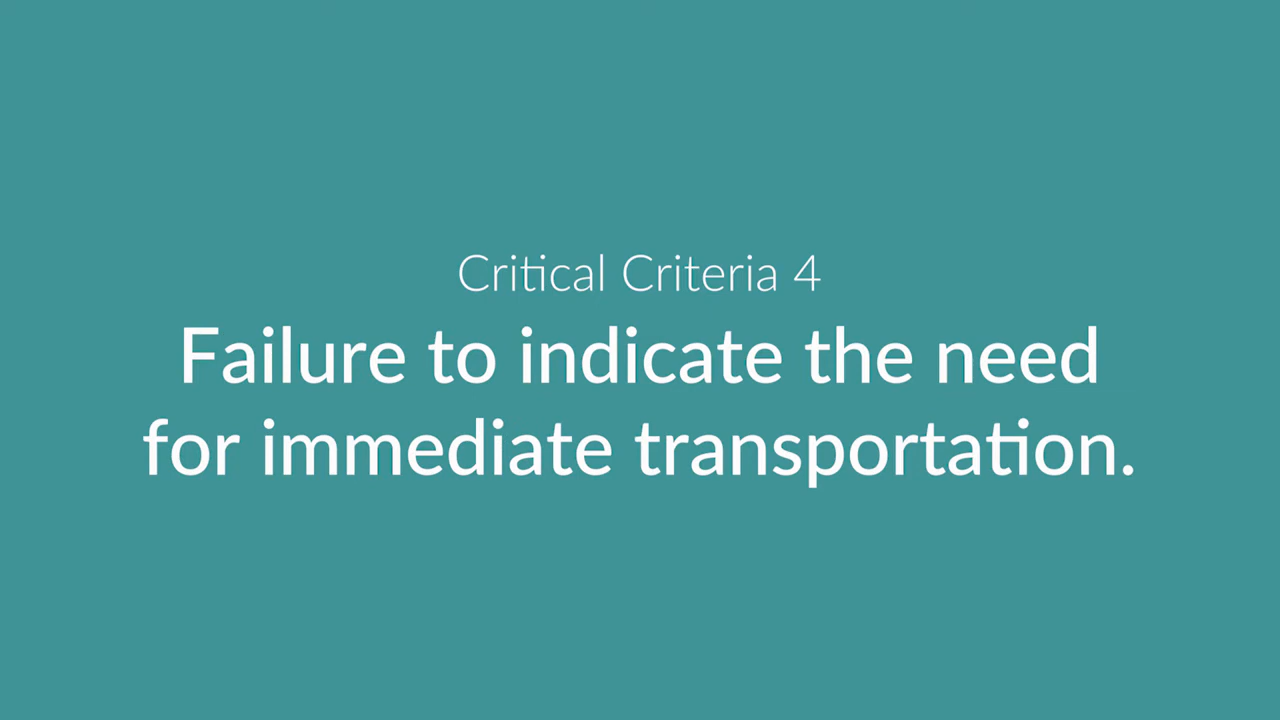 Critical Criteria 4
Failure to indicate the need
for immediate transportation.